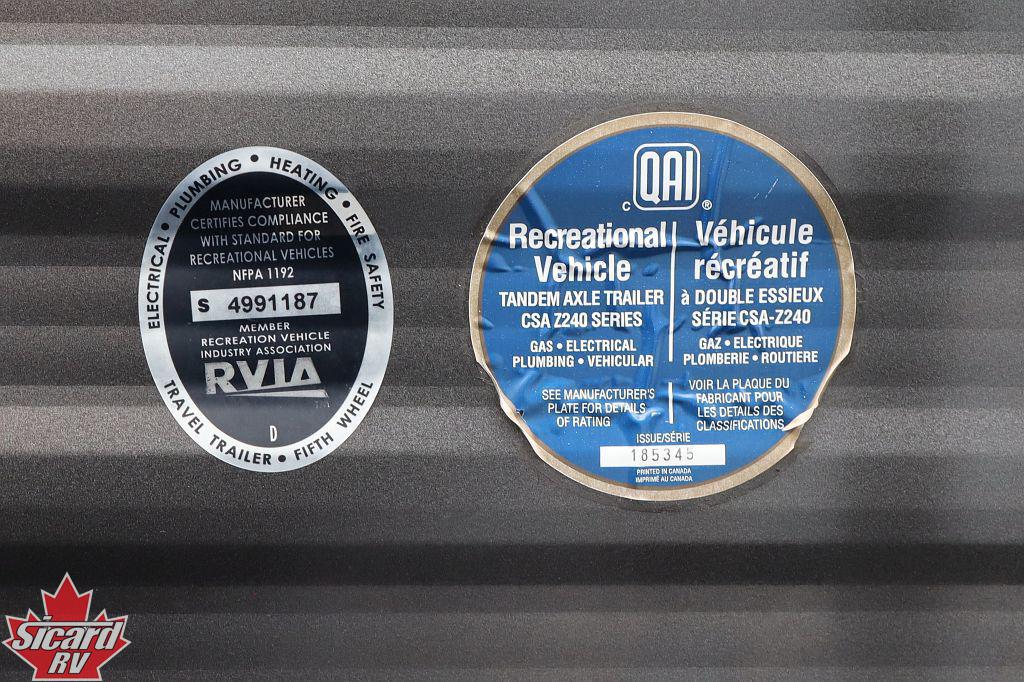 ELECTRICAL • PLUMBING • HEATING • FIRE SAFETY
MANUFACTURER
CERTIFIES COMPLIANCE
WITH STANDARD FOR
RECREATIONAL VEHICLES
NFPA 1192
S 4991187
MEMBER
RECREATION VEHICLE
INDUSTRY ASSOCIATION
RVIA
TM
D
TRAVEL TRAILER • FIFTH WHEEL
C QAI ®
Recreational
Vehicle
TANDEM AXLE TRAILER
CSA Z240 SERIES
GAS • ELECTRICAL
PLUMBING • VEHICULAR
SEE MANUFACTURER'S
PLATE FOR DETAILS
OF RATING
Véhicule
récréatif
à DOUBLE ESSIEUX
SÉRIE CSA-Z240
GAZ • ELECTRIQUE
PLOMBERIE • ROUTIERE
VOIR LA PLAQUE DU
FABRICANT POUR
LES DETAILS DES
CLASSIFICATIONS
ISSUE/SÉRIE
185345
PRINTED IN CANADA
IMPRIMÉ AU CANADA
Sicard
RV